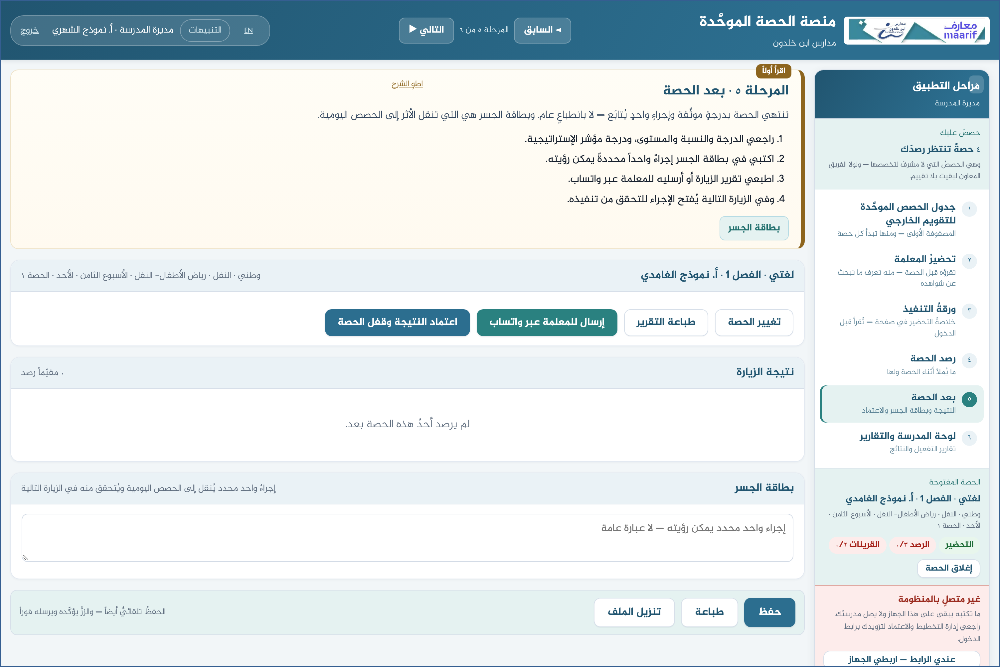 معارف
maarif
مدارس
ابن خلدون
Ibn Khaldun Schools
منصة الحصة الموحَّدة
مدارس ابن خلدون
◄ السابق
المرحلة ٥ من ٦
التالي ▶
EN
التنبيهات
مديرة المدرسة · أ. نموذج الشهري
خروج
مراحل التطبيق
مديرة المدرسة
حصصٌ عليك
٤ حصةً تنتظر رصدَك
وهي الحصصُ التي لا مشرفَ لتخصصها — ولولا الفريق
المعاون لبقيت بلا تقييم.
١
جدول الحصص الموحَّدة
للتقويم الخارجي
المصفوفة الأولى — ومنها تبدأ كل حصة
٢
تحضيرُ المعلمة
تقرؤه قبل الحصة — منه تعرف ما تبحث
عن شواهده
٣
ورقةُ التنفيذ
خلاصةُ التحضير في صفحة — تُقرأ قبل
الدخول
٤
رصد الحصة
ما يُملأ أثناء الحصة ولها
٥
بعد الحصة
النتيجة وبطاقة الجسر والاعتماد
٦
لوحة المدرسة والتقارير
تقارير التفعيل والنتائج
الحصة المفتوحة
لغتي · الفصل 1 · أ. نموذج الغامدي
وطني · النفل · رياض الأطفال– النفل · الأسبوع الثامن ·
الأحد · الحصة ١
التحضير
الرصد ٠/٣
القرينات ٠/٢
إغلاق الحصة
غير متصلٍ بالمنظومة
ما تكتبه يبقى على هذا الجهاز ولا يصل مدرستَك.
راجعي إدارة التخطيط والاعتماد لتزويدك برابط
الدخول.
عندي الرابط — اربطي الجهاز
اقرأ أولاً
المرحلة ٥ · بعد الحصة
اطوِ الشرح
تنتهي الحصة بدرجةٍ موثَّقة وإجراءٍ واحدٍ يُتابَع — لا بانطباعٍ عام. وبطاقة الجسر هي التي تنقل الأثر إلى الحصص اليومية.
1. راجعي الدرجة والنسبة والمستوى، ودرجة مؤشر الإستراتيجية.
2. اكتبي في بطاقة الجسر إجراءً واحداً محددةً يمكن رؤيته.
3. اطبعي تقرير الزيارة أو أرسليه للمعلمة عبر واتساب.
4. وفي الزيارة التالية يُفتح الإجراء للتحقق من تنفيذه.
بطاقة الجسر
لغتي · الفصل 1 · أ. نموذج الغامدي
وطني · النفل · رياض الأطفال– النفل · الأسبوع الثامن · الأحد · الحصة ١
تغيير الحصة
طباعة التقرير
إرسال للمعلمة عبر واتساب
اعتماد النتيجة وقفل الحصة
نتيجة الزيارة
٠ مقيّماً رصد
لم يرصد أحدٌ هذه الحصة بعد.
بطاقة الجسر
إجراءٌ واحد محدد يُنقل إلى الحصص اليومية ويُتحقق منه في الزيارة التالية
إجراء واحد محدد يمكن رؤيته — لا عبارة عامة
حفظ
طباعة
تنزيل الملف
الحفظُ تلقائيٌّ أيضاً — والزرُّ يؤكّده ويرسله فوراً